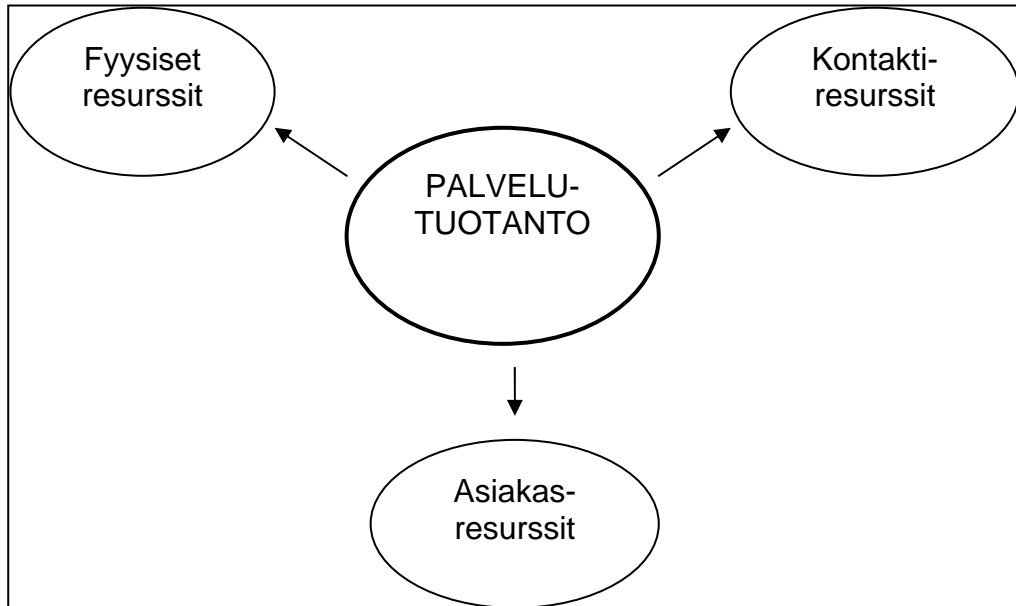 Fyysiset
resurssit
Kontakti-
resurssit
PALVELU-
TUOTANTO
Asiakas-
resurssit